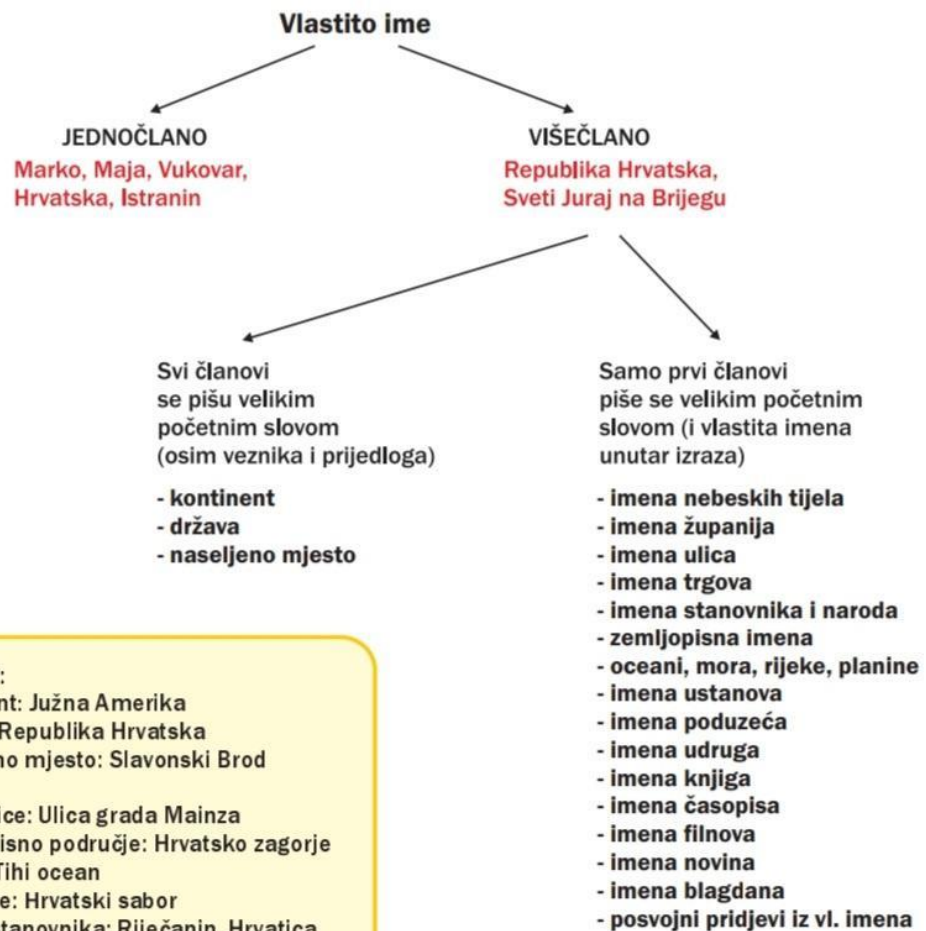 Vlastito ime
JEDNOČLANO
Marko, Maja, Vukovar,
Hrvatska, Istranin
VIŠEČLANO
Republika Hrvatska,
Sveti Juraj na Brijegu
Svi članovi
se pišu velikim
početnim slovom
(osim veznika i prijedloga)
- kontinent
- država
- naseljeno mjesto
Samo prvi članovi
piše se velikim početnim
slovom (i vlastita imena
unutar izraza)
- imena nebeskih tijela
- imena županija
- imena ulica
- imena trgova
- imena stanovnika i naroda
- zemljopisna imena
- oceani, mora, rijeke, planine
- imena ustanova
- imena poduzeća
- imena udruga
- imena knjiga
- imena časopisa
- imena filnova
- imena novina
- imena blagdana
- posvojni pridjevi iz vl. imena
:
nt: Južna Amerika
Republika Hrvatska
no mjesto: Slavonski Brod
ice: Ulica grada Mainza
isno područje: Hrvatsko zagorje
Tihi ocean
e: Hrvatski sabor
tanovnika: Riječanin, Hrvatica